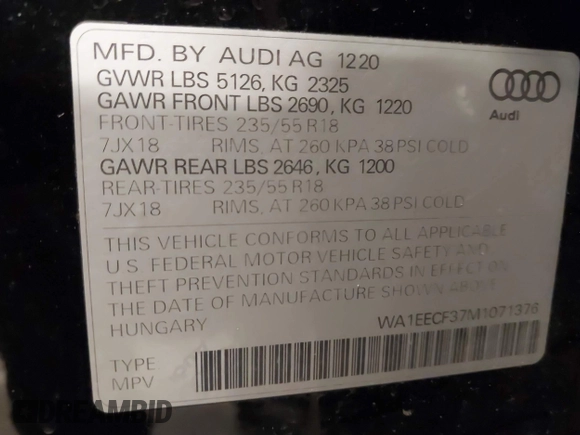 MFD. BY AUDI AG 1220
GVWR LBS 5126, KG 2325
GAWR FRONT LBS 2690, KG 1220
FRONT-TIRES 235/55 R18
7JX18 RIMS, AT 260 KPA 38 PSI COLD
GAWR REAR LBS 2646, KG 1200
REAR-TIRES 235/55 R18
7JX18 RIMS, AT 260 KPA 38 PSI COLD
Audi
THIS VEHICLE CONFORMS TO ALL APPLICABLE
U S FEDERAL MOTOR VEHICLE SAFETY AND
THEFT PREVENTION STANDARDS IN EFFECT ON
THE DATE OF MANUFACTURE SHOWN ABOVE
HUNGARY WA1EECF37M1071376
TYPE
MPV
DREAMBID